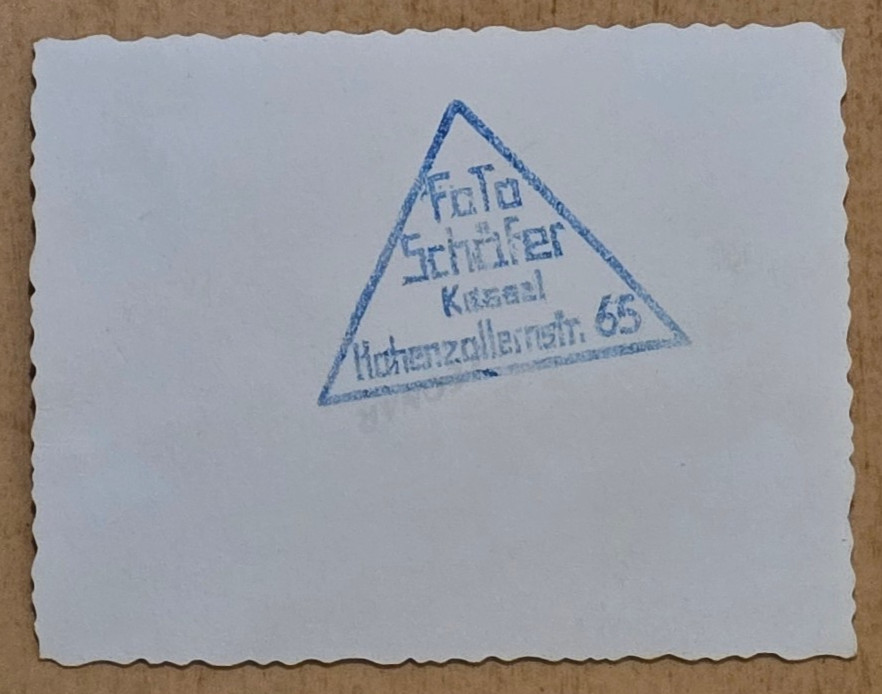 FoTo
Schäfer
Kassel
Hohenzollernstr. 65